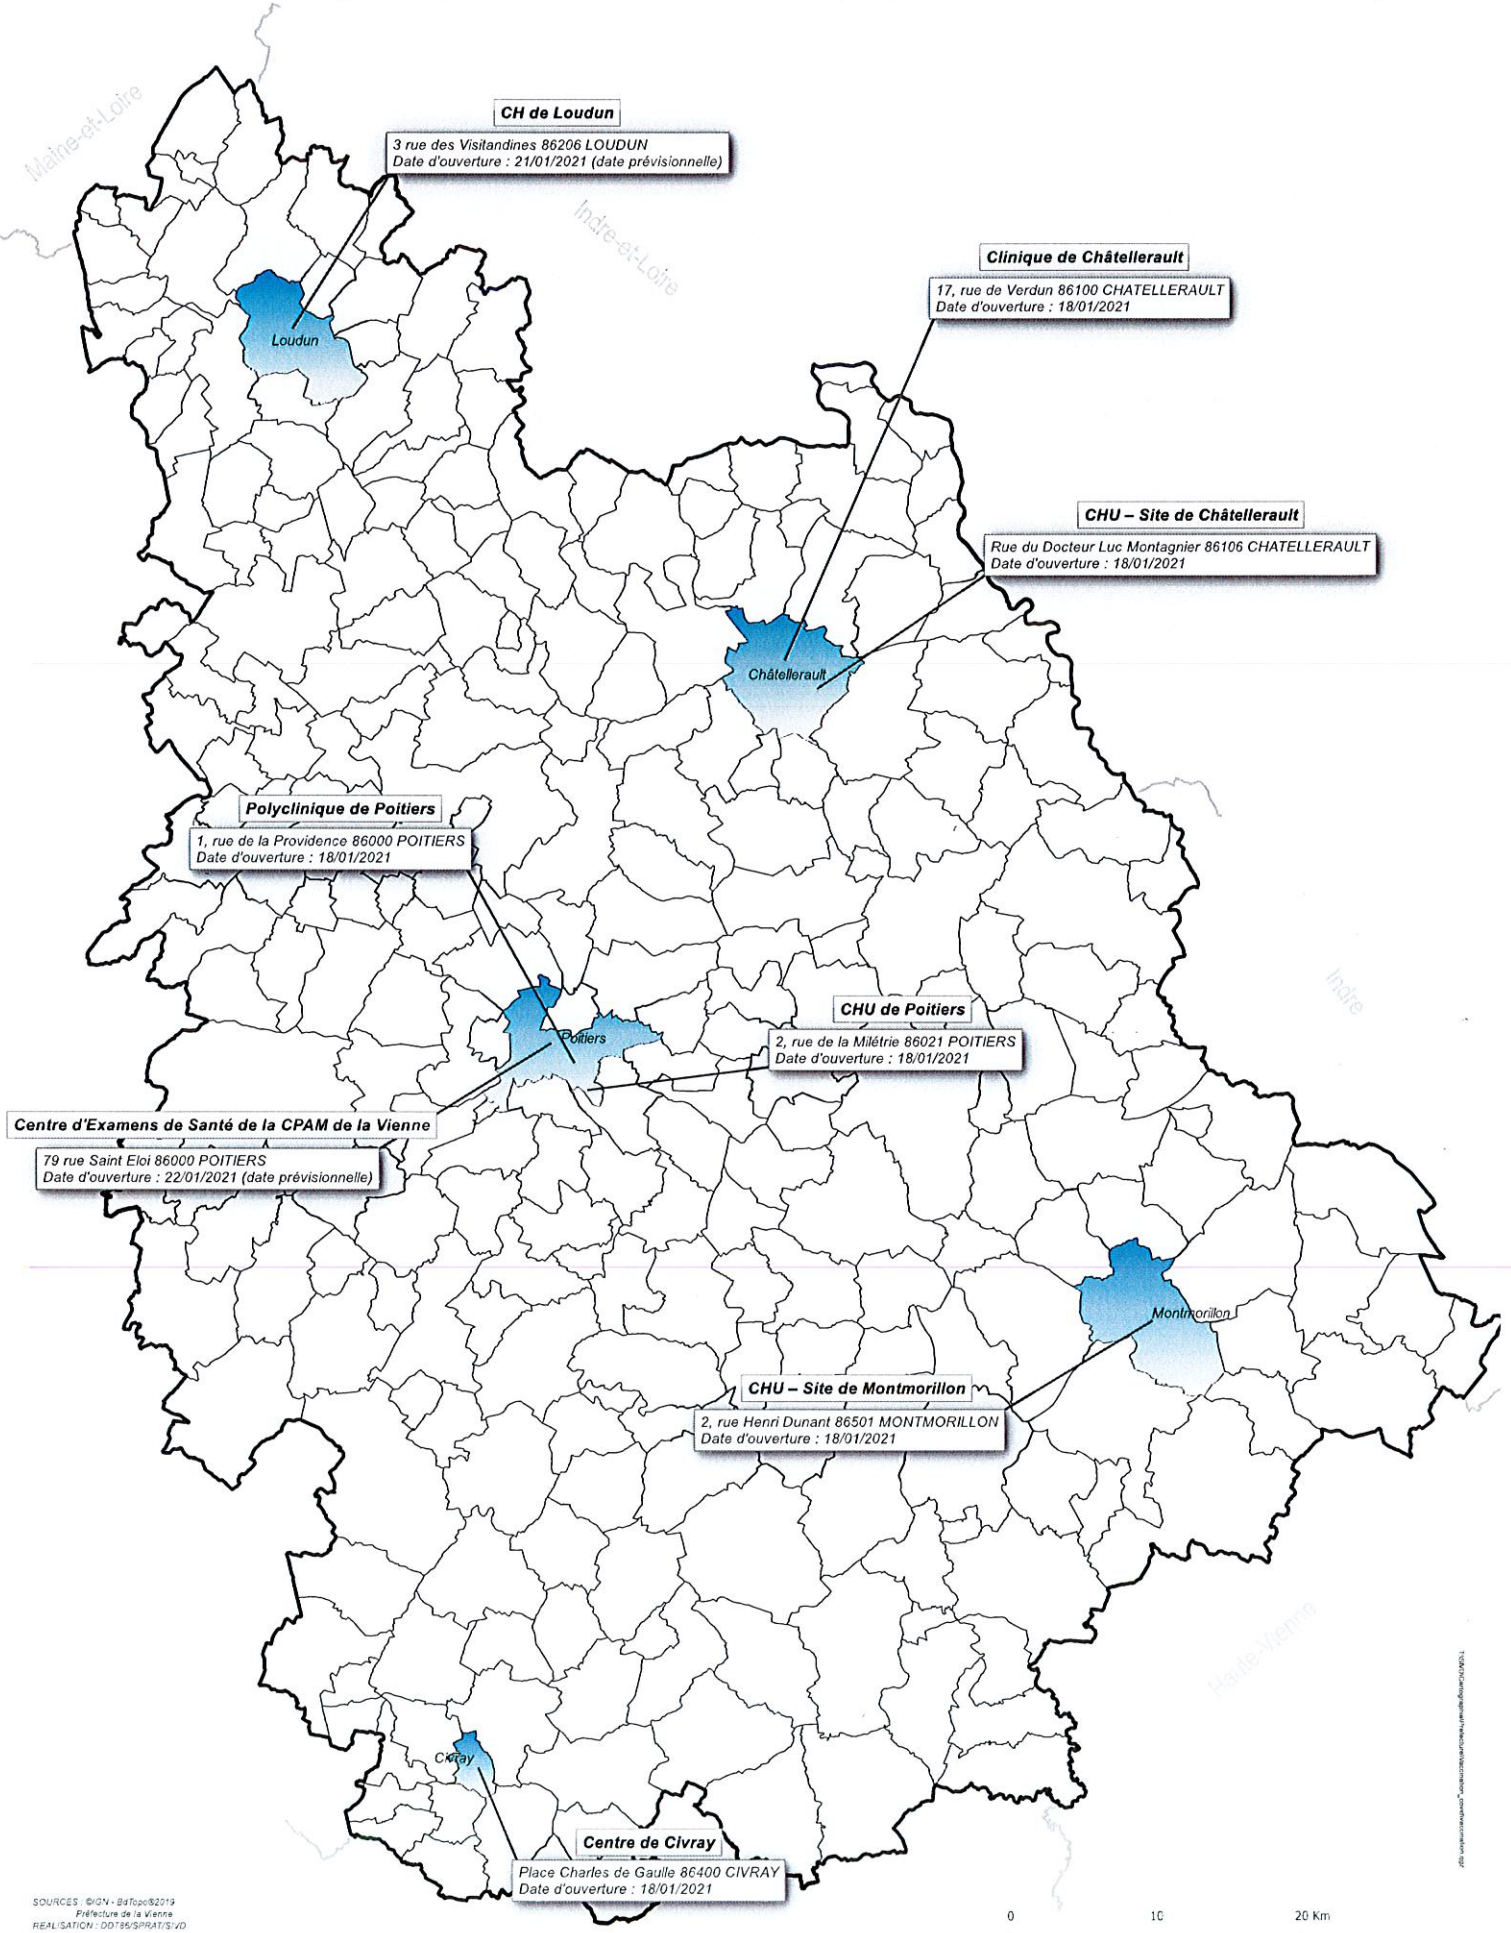 Maine-et-Loire
CH de Loudun
3 rue des Visitandines 86206 LOUDUN
Date d'ouverture : 21/01/2021 (date prévisionnelle)
Indre-et-Loire
Clinique de Châtellerault
17, rue de Verdun 86100 CHATELLERAULT
Date d'ouverture : 18/01/2021
Loudun
CHU – Site de Châtellerault
Rue du Docteur Luc Montagnier 86106 CHATELLERAULT
Date d'ouverture : 18/01/2021
Châtellerault
Polyclinique de Poitiers
1, rue de la Providence 86000 POITIERS
Date d'ouverture : 18/01/2021
Indre
CHU de Poitiers
2, rue de la Milétrie 86021 POITIERS
Date d'ouverture : 18/01/2021
Poitiers
Centre d'Examens de Santé de la CPAM de la Vienne
79 rue Saint Eloi 86000 POITIERS
Date d'ouverture : 22/01/2021 (date prévisionnelle)
Montmorillon
CHU – Site de Montmorillon
2, rue Henri Dunant 86501 MONTMORILLON
Date d'ouverture : 18/01/2021
Haute-Vienne
Civray
Centre de Civray
Place Charles de Gaulle 86400 CIVRAY
Date d'ouverture : 18/01/2021
SOURCES : ©IGN - BdTopo®2019
Préfecture de la Vienne
REALISATION : DDT86/SPRAT/SIVD
0 10 20 Km